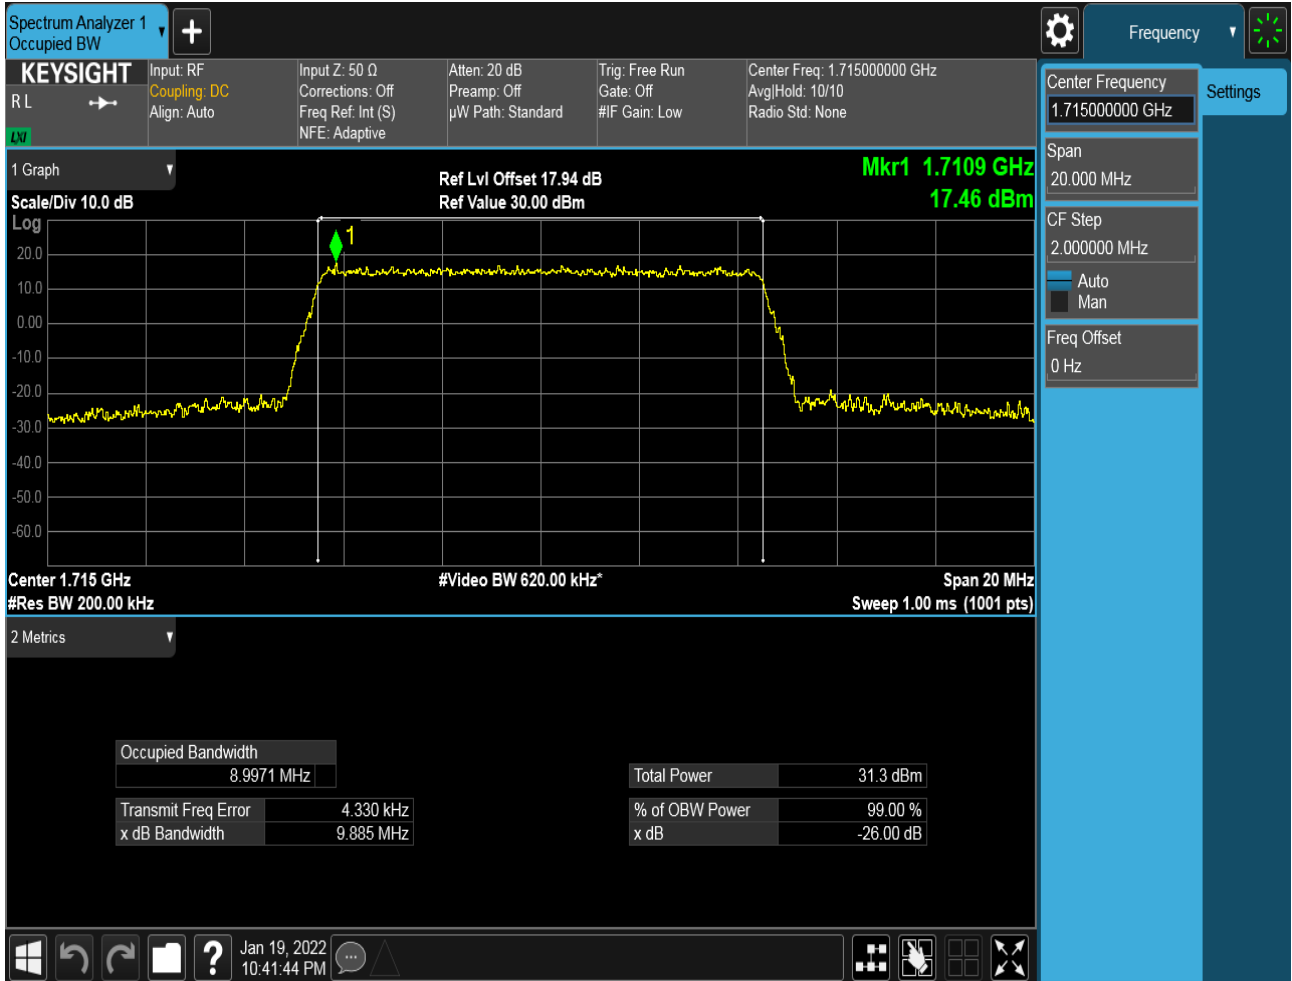 Spectrum Analyzer 1
Occupied BW
Frequency
KEYSIGHT
R L
LXI
Input: RF
Coupling: DC
Align: Auto
Input Z: 50 Ω
Corrections: Off
Freq Ref: Int (S)
NFE: Adaptive
Atten: 20 dB
Preamp: Off
µW Path: Standard
Trig: Free Run
Gate: Off
#IF Gain: Low
Center Freq: 1.715000000 GHz
Avg|Hold: 10/10
Radio Std: None
Center Frequency
1.715000000 GHz
Settings
Span
20.000 MHz
CF Step
2.000000 MHz
Auto
Man
Freq Offset
0 Hz
1 Graph
Scale/Div 10.0 dB
Ref Lvl Offset 17.94 dB
Ref Value 30.00 dBm
Mkr1 1.7109 GHz
17.46 dBm
Log
1
20.0
10.0
0.00
-10.0
-20.0
-30.0
-40.0
-50.0
-60.0
Center 1.715 GHz
#Video BW 620.00 kHz*
Span 20 MHz
#Res BW 200.00 kHz
Sweep 1.00 ms (1001 pts)
2 Metrics
Occupied Bandwidth
8.9971 MHz
Transmit Freq Error 4.330 kHz
x dB Bandwidth 9.885 MHz
Total Power 31.3 dBm
% of OBW Power 99.00 %
x dB -26.00 dB
?
Jan 19, 2022
10:41:44 PM